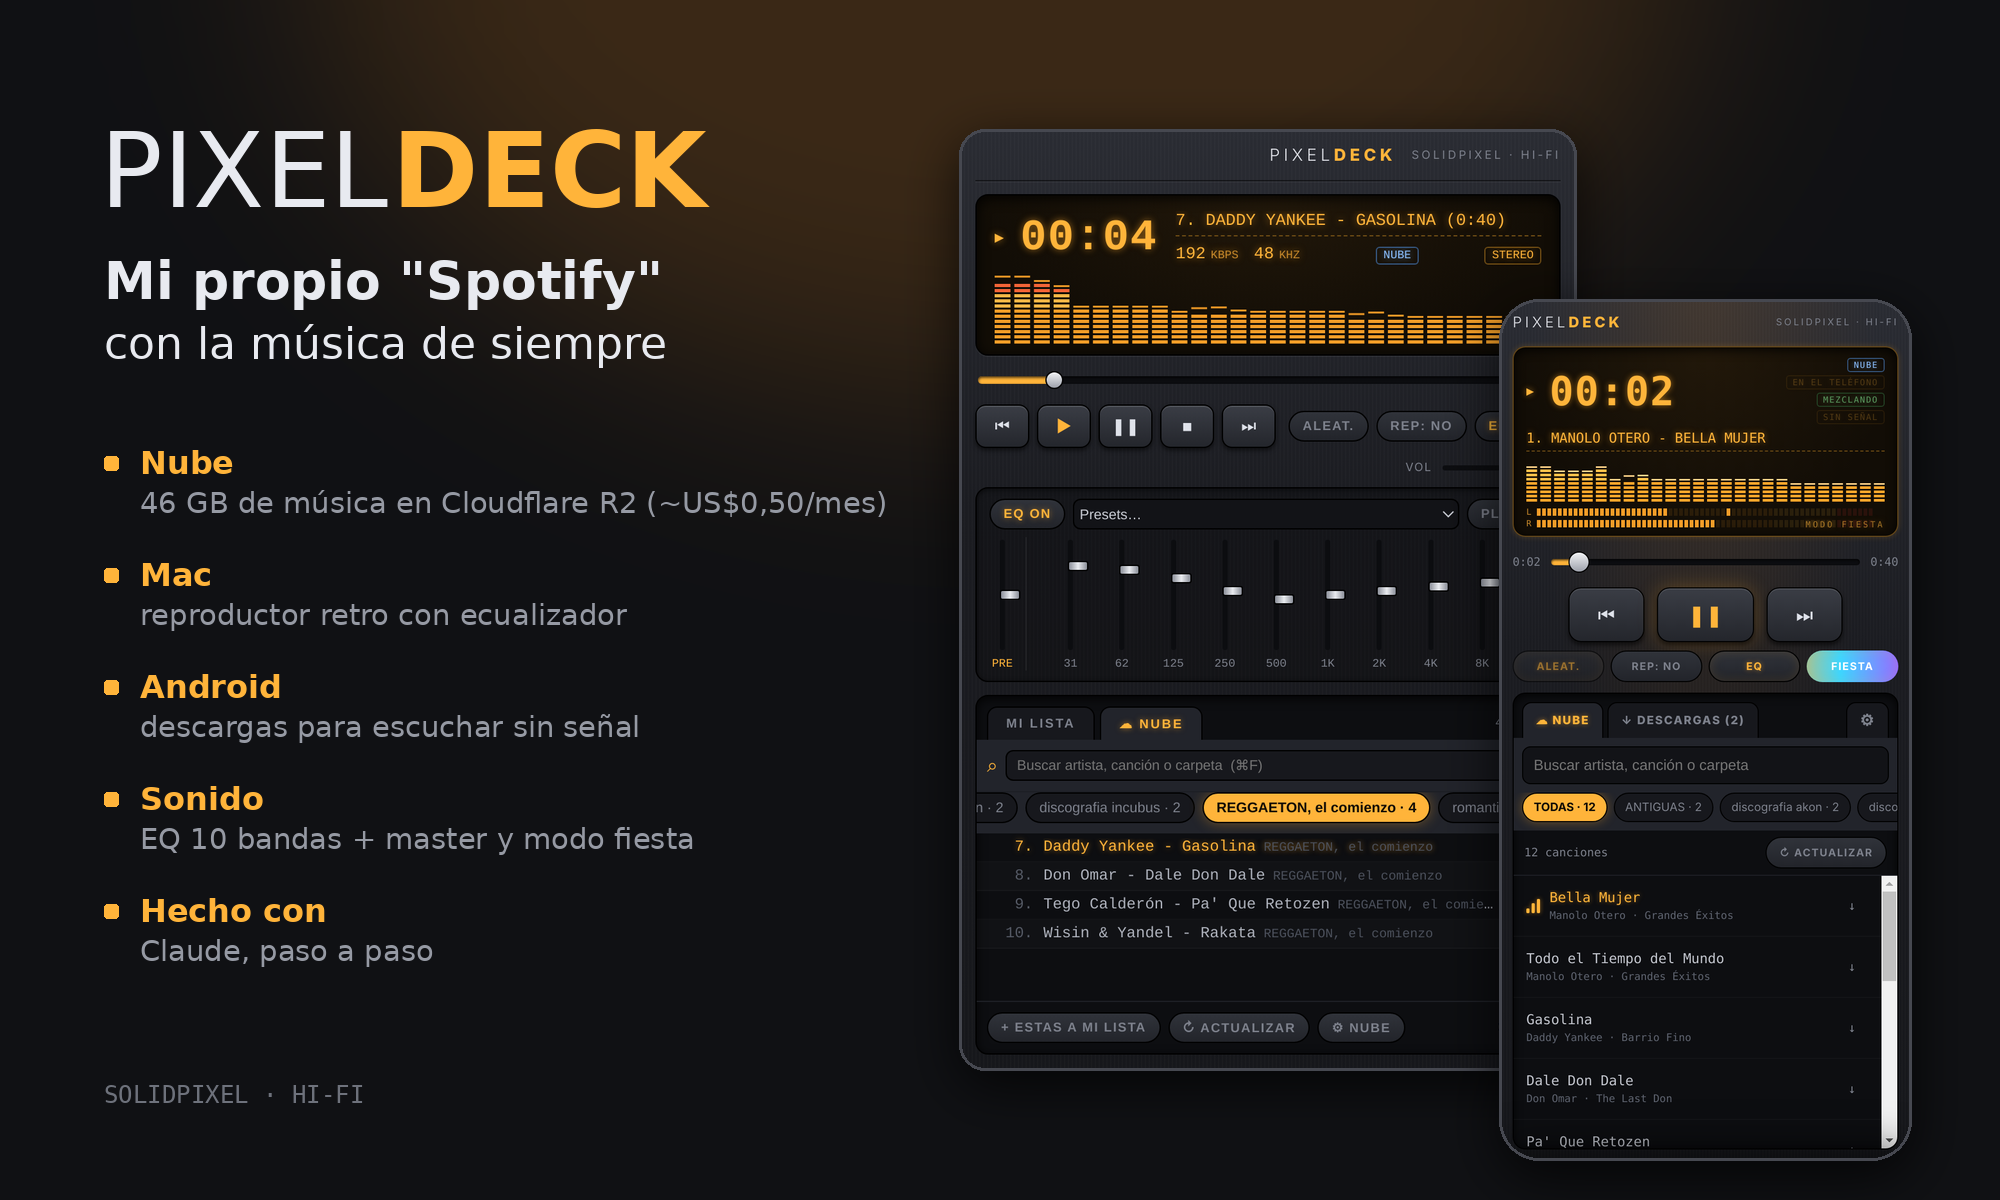 PIXELDECK
Mi propio "Spotify"
con la música de siempre
Nube
46 GB de música en Cloudflare R2 (~US$0,50/mes)
Mac
reproductor retro con ecualizador
Android
descargas para escuchar sin señal
Sonido
EQ 10 bandas + master y modo fiesta
Hecho con
Claude, paso a paso
SOLIDPIXEL · HI-FI
PIXELDECK SOLIDPIXEL · HI-FI
00:04
7. DADDY YANKEE - GASOLINA (0:40)
192 KBPS 48 KHZ NUBE STEREO
ALEAT. REP: NO E
VOL
EQ ON Presets… PL
PRE 31 62 125 250 500 1K 2K 4K 8K
MI LISTA ☁ NUBE
Buscar artista, canción o carpeta (⌘F)
n · 2 discografia incubus · 2 REGGAETON, el comienzo · 4 romanti
7. Daddy Yankee - Gasolina REGGAETON, el comienzo
8. Don Omar - Dale Don Dale REGGAETON, el comienzo
9. Tego Calderón - Pa' Que Retozen REGGAETON, el comie…
10. Wisin & Yandel - Rakata REGGAETON, el comienzo
+ ESTAS A MI LISTA ↻ ACTUALIZAR ⚙ NUBE
PIXELDECK SOLIDPIXEL · HI-FI
00:02
NUBE
EN EL TELÉFONO
MEZCLANDO
SIN SEÑAL
1. MANOLO OTERO - BELLA MUJER
L
R
MODO FIESTA
0:02 0:40
ALEAT. REP: NO EQ FIESTA
☁ NUBE ↓ DESCARGAS (2) ⚙
Buscar artista, canción o carpeta
TODAS · 12 ANTIGUAS · 2 discografia akon · 2 disco
12 canciones ↻ ACTUALIZAR
Bella Mujer
Manolo Otero · Grandes Éxitos
Todo el Tiempo del Mundo
Manolo Otero · Grandes Éxitos
Gasolina
Daddy Yankee · Barrio Fino
Dale Don Dale
Don Omar · The Last Don
Pa' Que Retozen